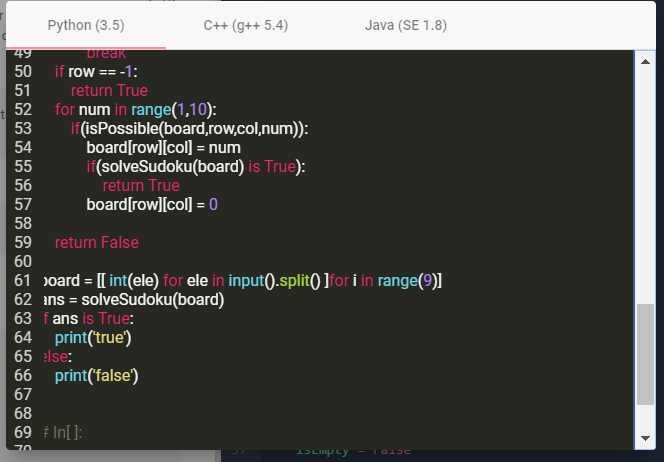 Python (3.5) C++ (g++ 5.4) Java (SE 1.8)
49 break
50 if row == -1:
51 return True
52 for num in range(1,10):
53 if(isPossible(board,row,col,num)):
54 board[row][col] = num
55 if(solveSudoku(board) is True):
56 return True
57 board[row][col] = 0
58
59 return False
60
61 board = [[ int(ele) for ele in input().split() ]for i in range(9)]
62 ans = solveSudoku(board)
63 if ans is True:
64 print('true')
65 else:
66 print('false')
67
68
69 # In[ ]:
70
57 isEmpty = False